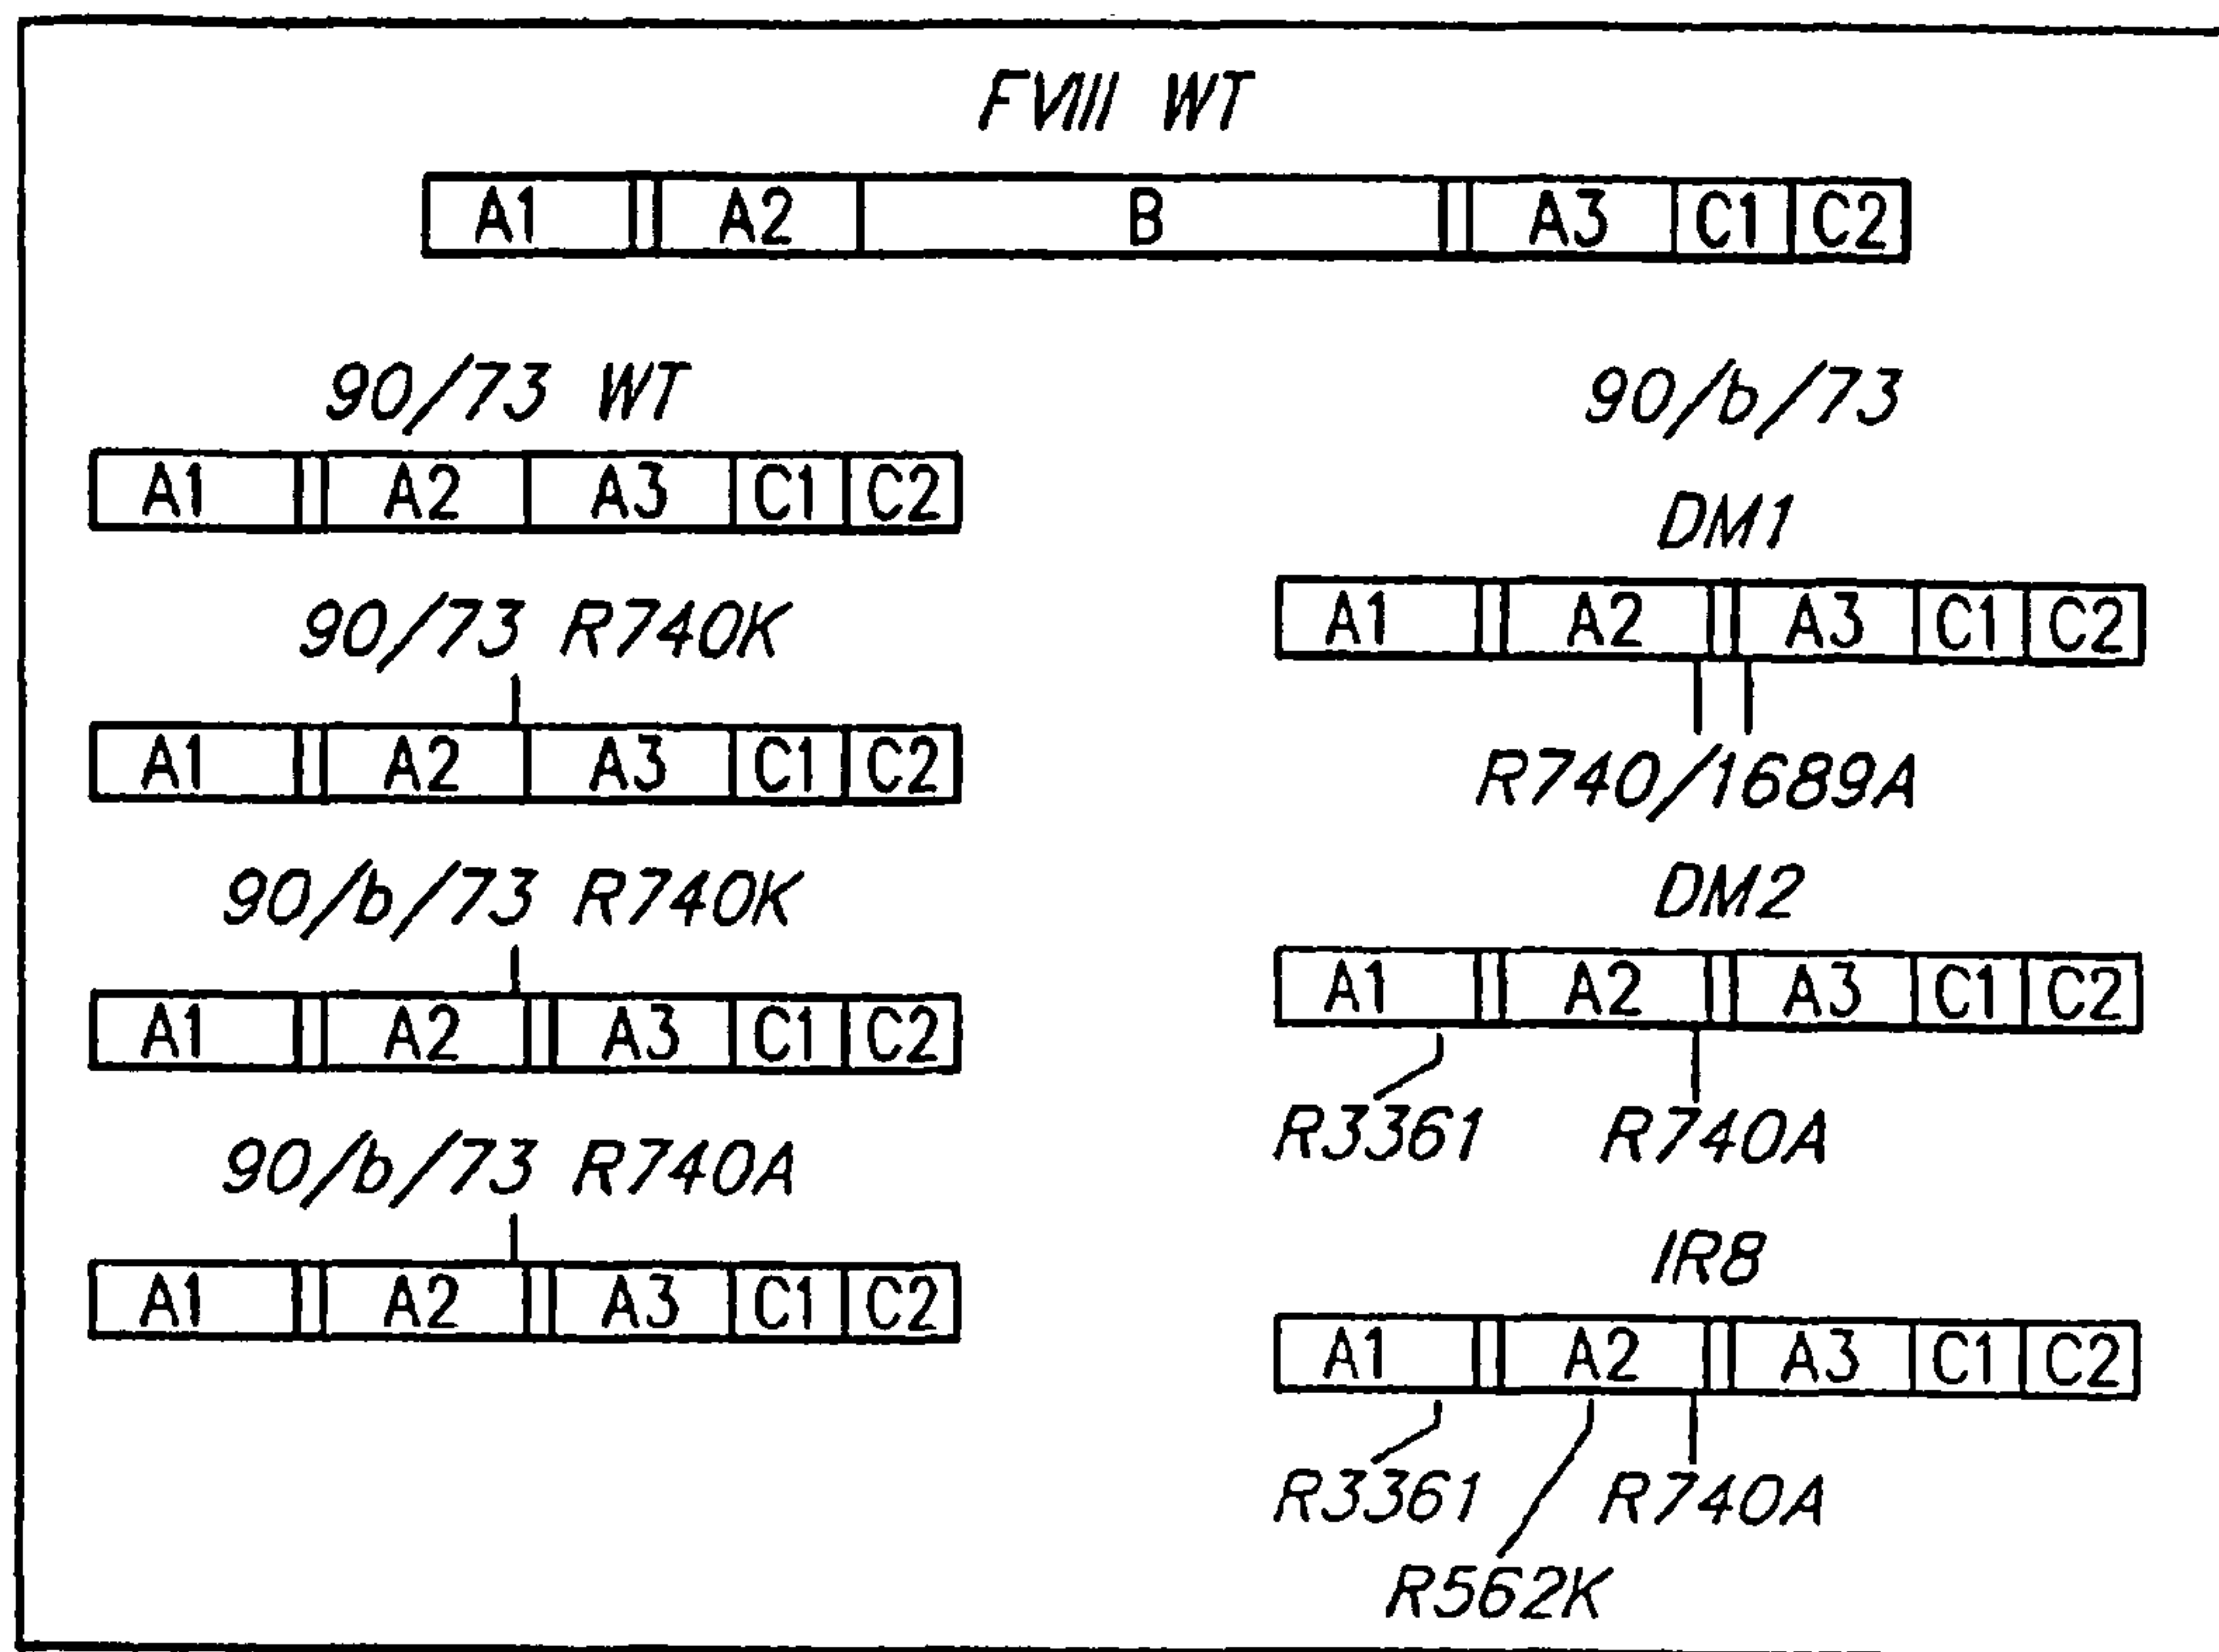 FVIII WT
A1 A2 B A3 C1 C2
90/73 WT
A1 A2 A3 C1 C2
90/73 R740K
A1 A2 A3 C1 C2
90/b/73 R740K
A1 A2 A3 C1 C2
90/b/73 R740A
A1 A2 A3 C1 C2
90/b/73
DM1
A1 A2 A3 C1 C2
R740/1689A
DM2
A1 A2 A3 C1 C2
R3361 R740A
IR8
A1 A2 A3 C1 C2
R3361 R740A
R562K